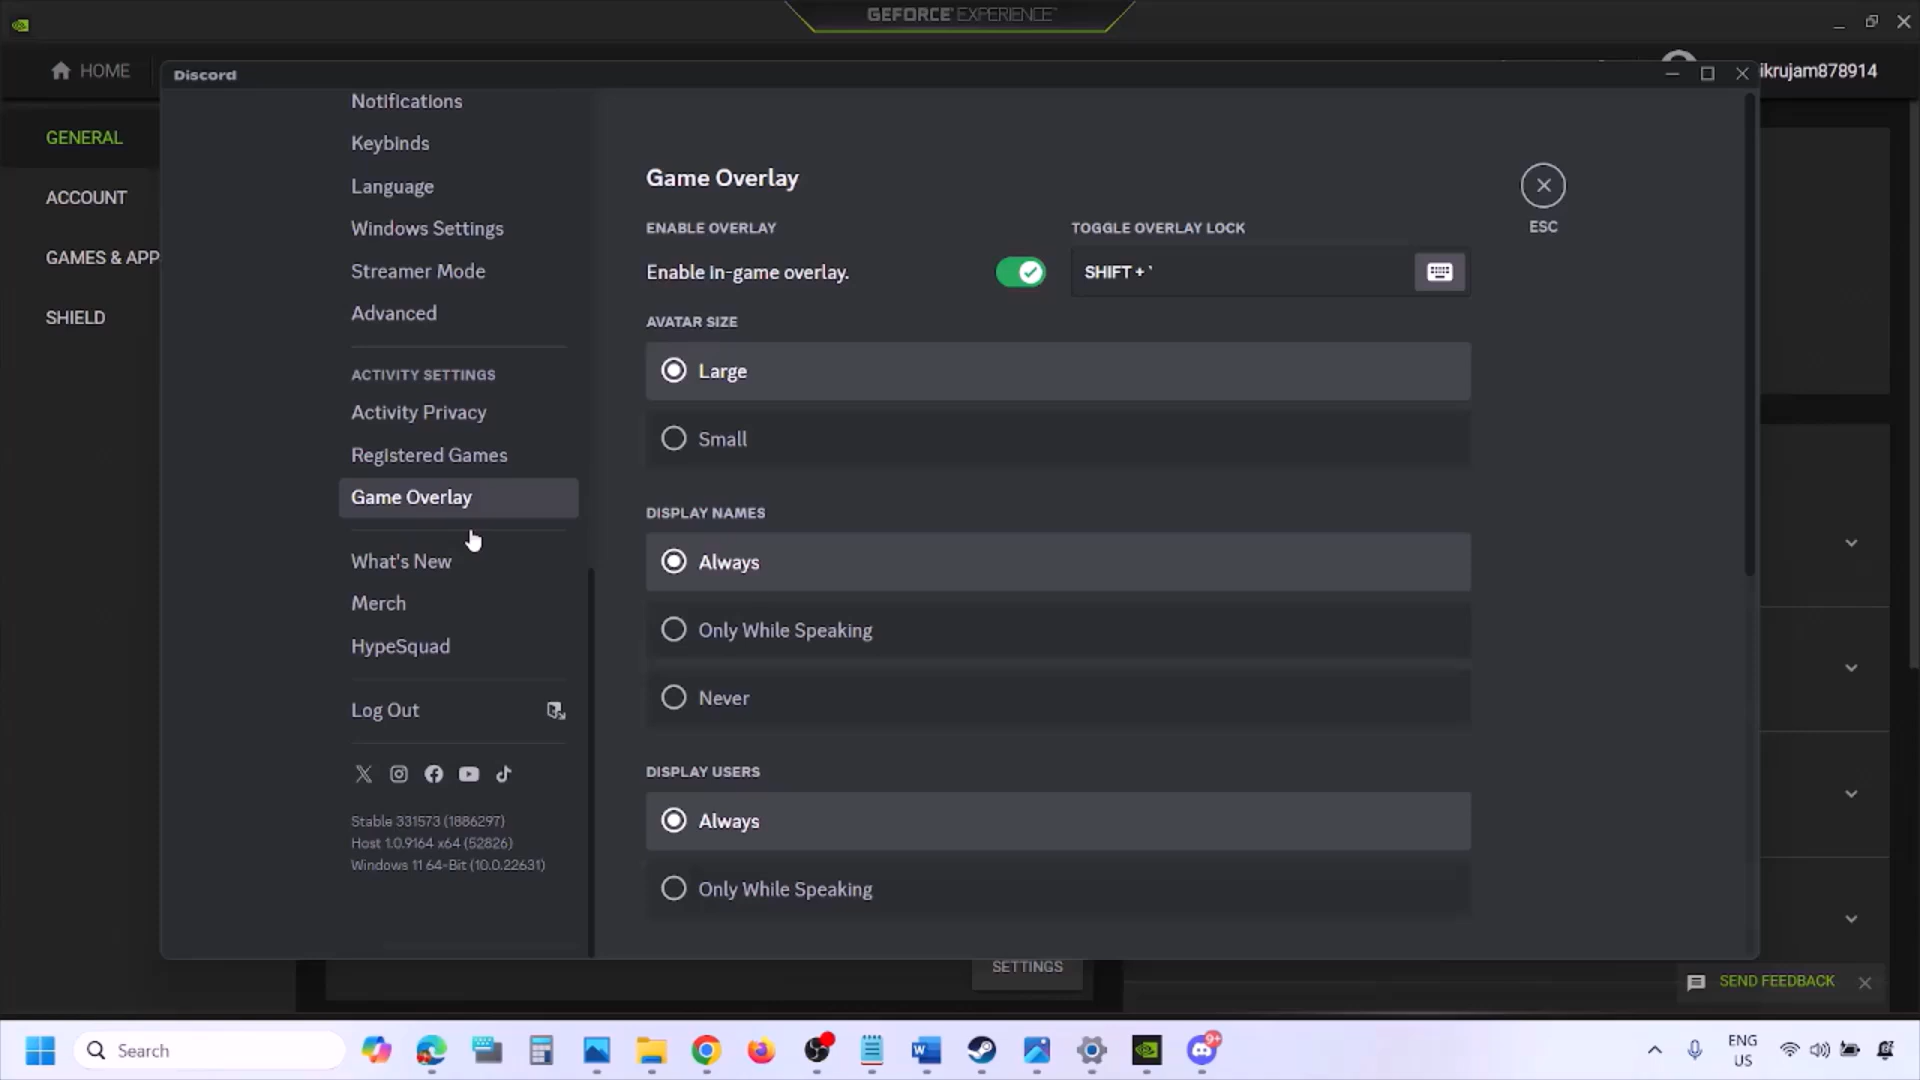 GEFORCE EXPERIENCE
HOME
ikrujam878914
Discord
GENERAL
ACCOUNT
GAMES & APP
SHIELD
Notifications
Keybinds
Language
Windows Settings
Streamer Mode
Advanced
ACTIVITY SETTINGS
Activity Privacy
Registered Games
Game Overlay
What's New
Merch
HypeSquad
Log Out
Stable 331573 (1886297)
Host 1.0.9164 x64 (52826)
Windows 11 64-Bit (10.0.22631)
Game Overlay
ESC
ENABLE OVERLAY
Enable in-game overlay.
TOGGLE OVERLAY LOCK
SHIFT + `
AVATAR SIZE
Large
Small
DISPLAY NAMES
Always
Only While Speaking
Never
DISPLAY USERS
Always
Only While Speaking
SETTINGS
SEND FEEDBACK
Search
9+
ENG
US